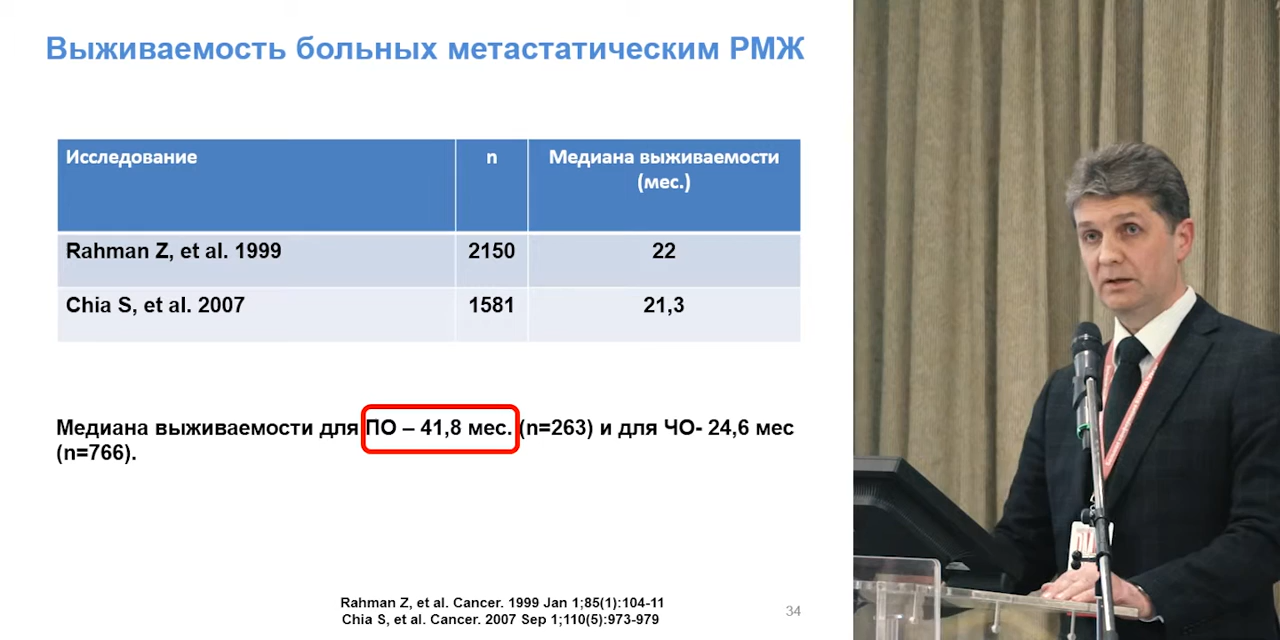 Выживаемость больных метастатическим РМЖ
Исследование n Медиана выживаемости
(мес.)
Rahman Z, et al. 1999 2150 22
Chia S, et al. 2007 1581 21,3
Медиана выживаемости для ПО – 41,8 мес. (n=263) и для ЧО- 24,6 мес
(n=766).
Rahman Z, et al. Cancer. 1999 Jan 1;85(1):104-11
Chia S, et al. Cancer. 2007 Sep 1;110(5):973-979
34